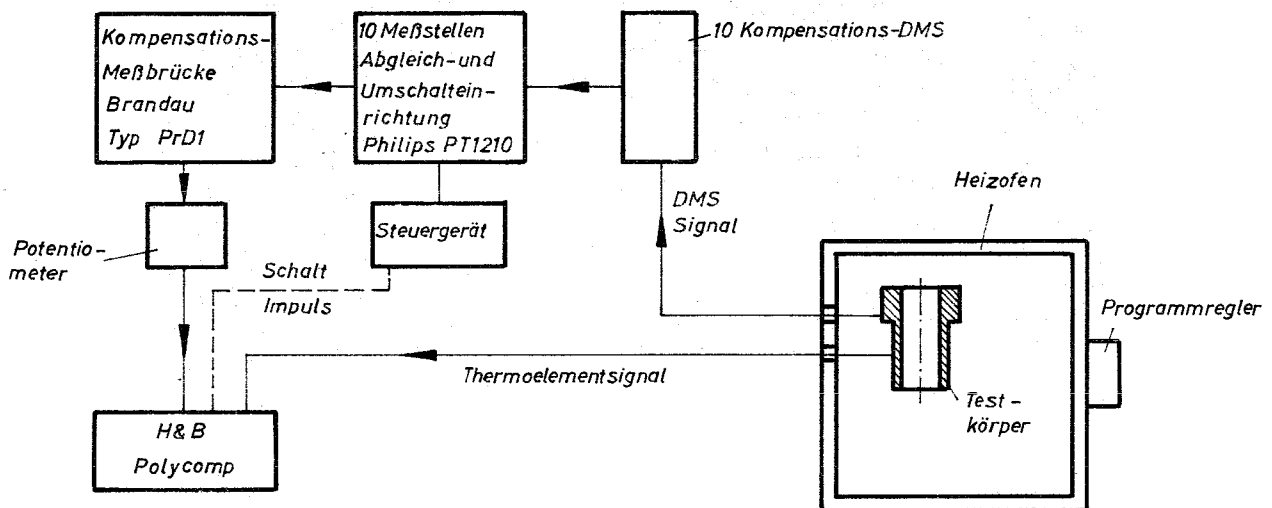 Kompensations-
Meßbrücke
Brandau
Typ PrD1
10 Meßstellen
Abgleich-und
Umschaltein-
richtung
Philips PT1210
10 Kompensations-DMS
Potentio-
meter
Steuergerät
Schalt
Impuls
DMS
Signal
Heizofen
Programmregler
Thermoelementsignal
Test-
körper
H&B
Polycomp